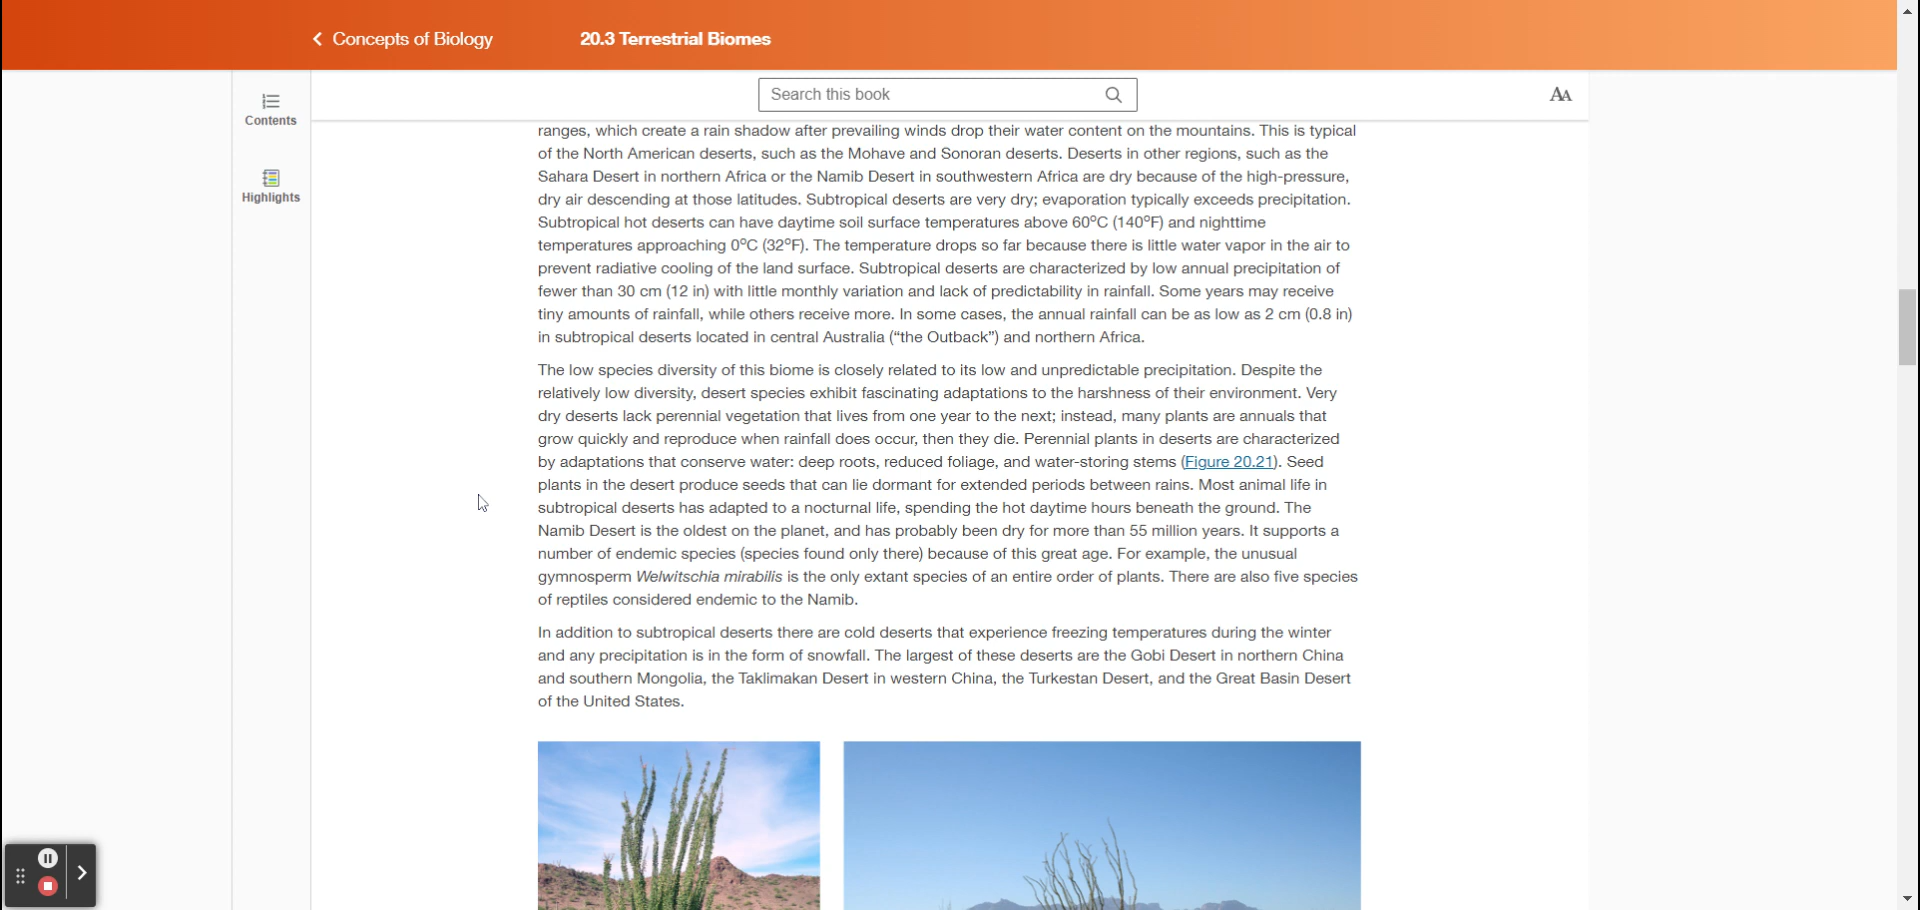 Concepts of Biology
20.3 Terrestrial Biomes
Search this book
AA
Contents
Highlights
ranges, which create a rain shadow after prevailing winds drop their water content on the mountains. This is typical
of the North American deserts, such as the Mohave and Sonoran deserts. Deserts in other regions, such as the
Sahara Desert in northern Africa or the Namib Desert in southwestern Africa are dry because of the high-pressure,
dry air descending at those latitudes. Subtropical deserts are very dry; evaporation typically exceeds precipitation.
Subtropical hot deserts can have daytime soil surface temperatures above 60°C (140°F) and nighttime
temperatures approaching 0°C (32°F). The temperature drops so far because there is little water vapor in the air to
prevent radiative cooling of the land surface. Subtropical deserts are characterized by low annual precipitation of
fewer than 30 cm (12 in) with little monthly variation and lack of predictability in rainfall. Some years may receive
tiny amounts of rainfall, while others receive more. In some cases, the annual rainfall can be as low as 2 cm (0.8 in)
in subtropical deserts located in central Australia (“the Outback”) and northern Africa.
The low species diversity of this biome is closely related to its low and unpredictable precipitation. Despite the
relatively low diversity, desert species exhibit fascinating adaptations to the harshness of their environment. Very
dry deserts lack perennial vegetation that lives from one year to the next; instead, many plants are annuals that
grow quickly and reproduce when rainfall does occur, then they die. Perennial plants in deserts are characterized
by adaptations that conserve water: deep roots, reduced foliage, and water-storing stems (Figure 20.21). Seed
plants in the desert produce seeds that can lie dormant for extended periods between rains. Most animal life in
subtropical deserts has adapted to a nocturnal life, spending the hot daytime hours beneath the ground. The
Namib Desert is the oldest on the planet, and has probably been dry for more than 55 million years. It supports a
number of endemic species (species found only there) because of this great age. For example, the unusual
gymnosperm Welwitschia mirabilis is the only extant species of an entire order of plants. There are also five species
of reptiles considered endemic to the Namib.
In addition to subtropical deserts there are cold deserts that experience freezing temperatures during the winter
and any precipitation is in the form of snowfall. The largest of these deserts are the Gobi Desert in northern China
and southern Mongolia, the Taklimakan Desert in western China, the Turkestan Desert, and the Great Basin Desert
of the United States.